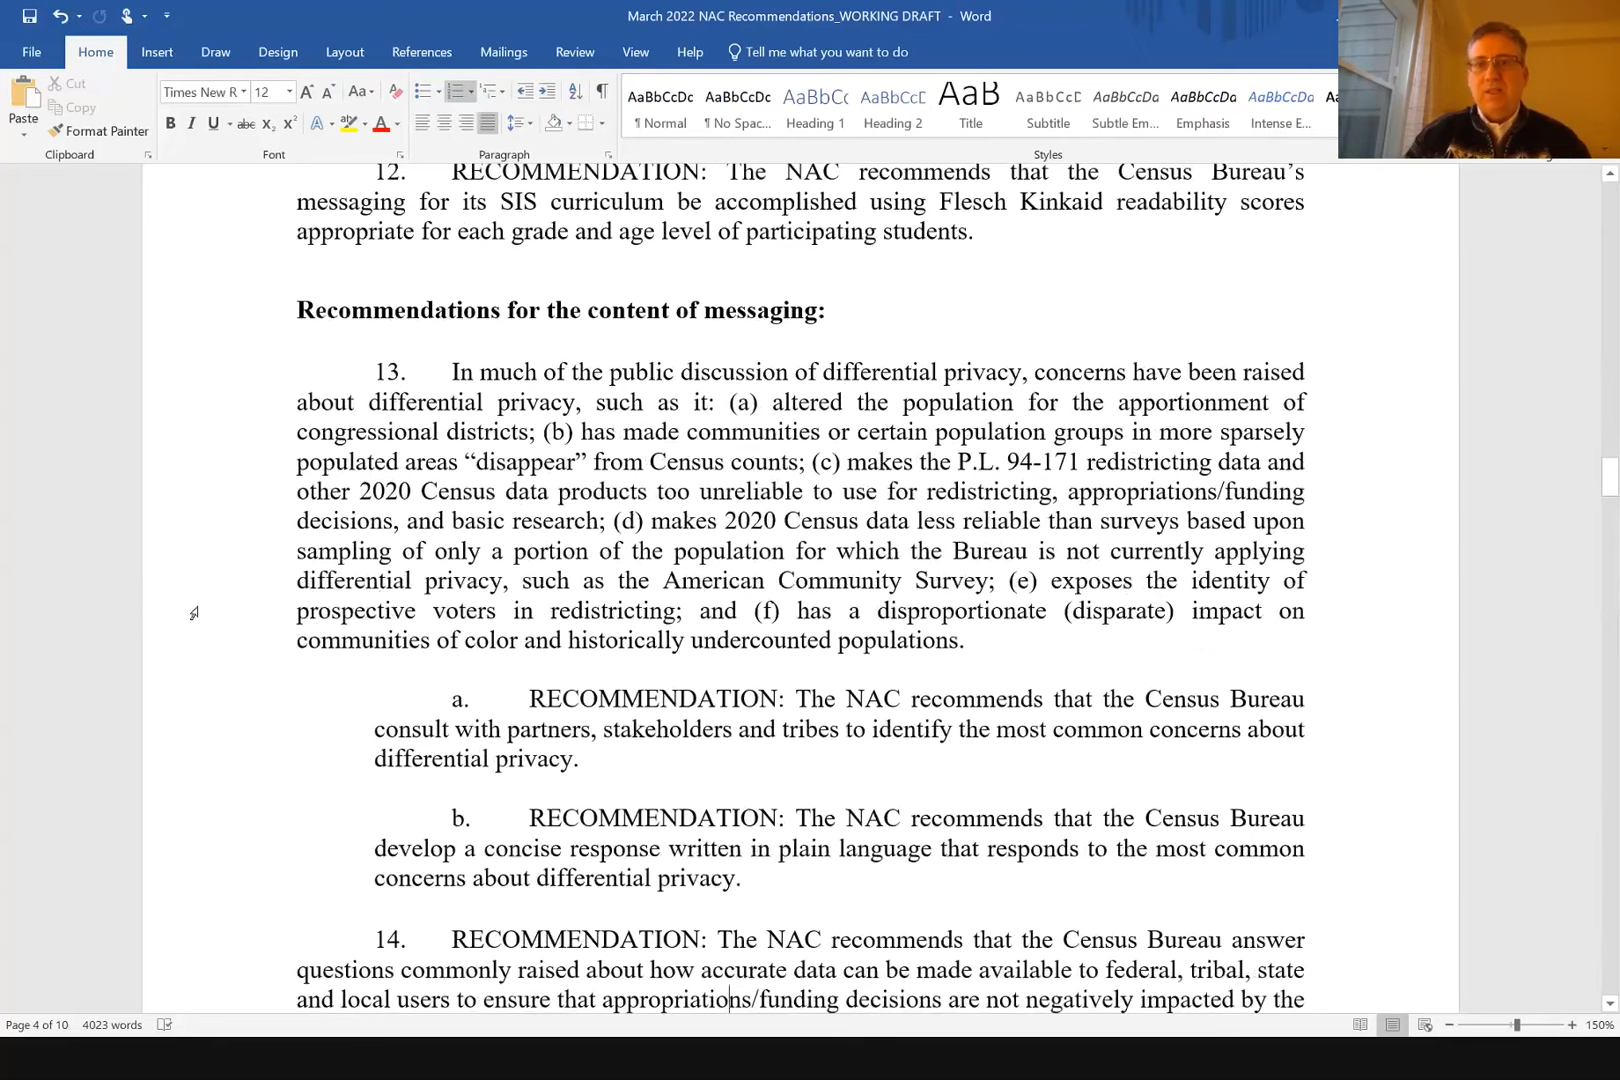 March 2022 NAC Recommendations_WORKING DRAFT - Word
File Home Insert Draw Design Layout References Mailings Review View Help Tell me what you want to do
Cut
Copy
Paste
Format Painter
Times New R 12
Clipboard Font Paragraph Styles
AaBbCcDc AaBbCcDc AaBbCc AaBbCcD AaB AaBbCcD AaBbCcDa AaBbCcDa AaBbCcDa
¶ Normal ¶ No Spac... Heading 1 Heading 2 Title Subtitle Subtle Em... Emphasis Intense E...
12. RECOMMENDATION: The NAC recommends that the Census Bureau’s
messaging for its SIS curriculum be accomplished using Flesch Kinkaid readability scores
appropriate for each grade and age level of participating students.
Recommendations for the content of messaging:
13. In much of the public discussion of differential privacy, concerns have been raised
about differential privacy, such as it: (a) altered the population for the apportionment of
congressional districts; (b) has made communities or certain population groups in more sparsely
populated areas “disappear” from Census counts; (c) makes the P.L. 94-171 redistricting data and
other 2020 Census data products too unreliable to use for redistricting, appropriations/funding
decisions, and basic research; (d) makes 2020 Census data less reliable than surveys based upon
sampling of only a portion of the population for which the Bureau is not currently applying
differential privacy, such as the American Community Survey; (e) exposes the identity of
prospective voters in redistricting; and (f) has a disproportionate (disparate) impact on
communities of color and historically undercounted populations.
a. RECOMMENDATION: The NAC recommends that the Census Bureau
consult with partners, stakeholders and tribes to identify the most common concerns about
differential privacy.
b. RECOMMENDATION: The NAC recommends that the Census Bureau
develop a concise response written in plain language that responds to the most common
concerns about differential privacy.
14. RECOMMENDATION: The NAC recommends that the Census Bureau answer
questions commonly raised about how accurate data can be made available to federal, tribal, state
and local users to ensure that appropriations/funding decisions are not negatively impacted by the
Page 4 of 10 4023 words 150%